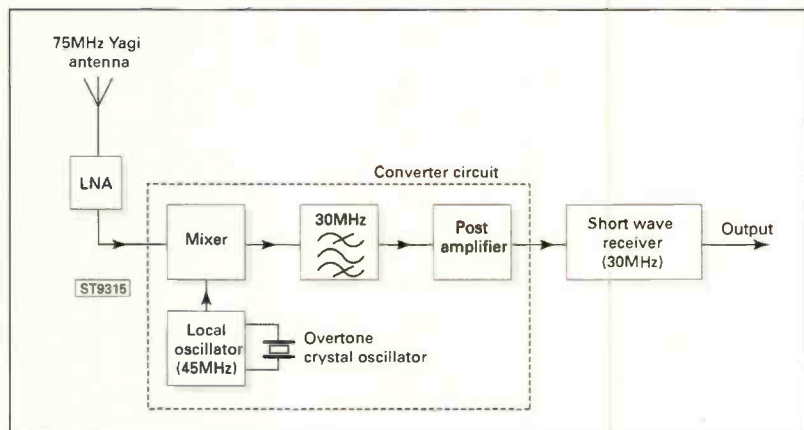 75MHz Yagi
antenna
LNA
Converter circuit
Mixer
30MHz
Post
amplifier
Short wave
receiver
(30MHz)
Output
ST9315
Local
oscillator
(45MHz)
Overtone
crystal oscillator